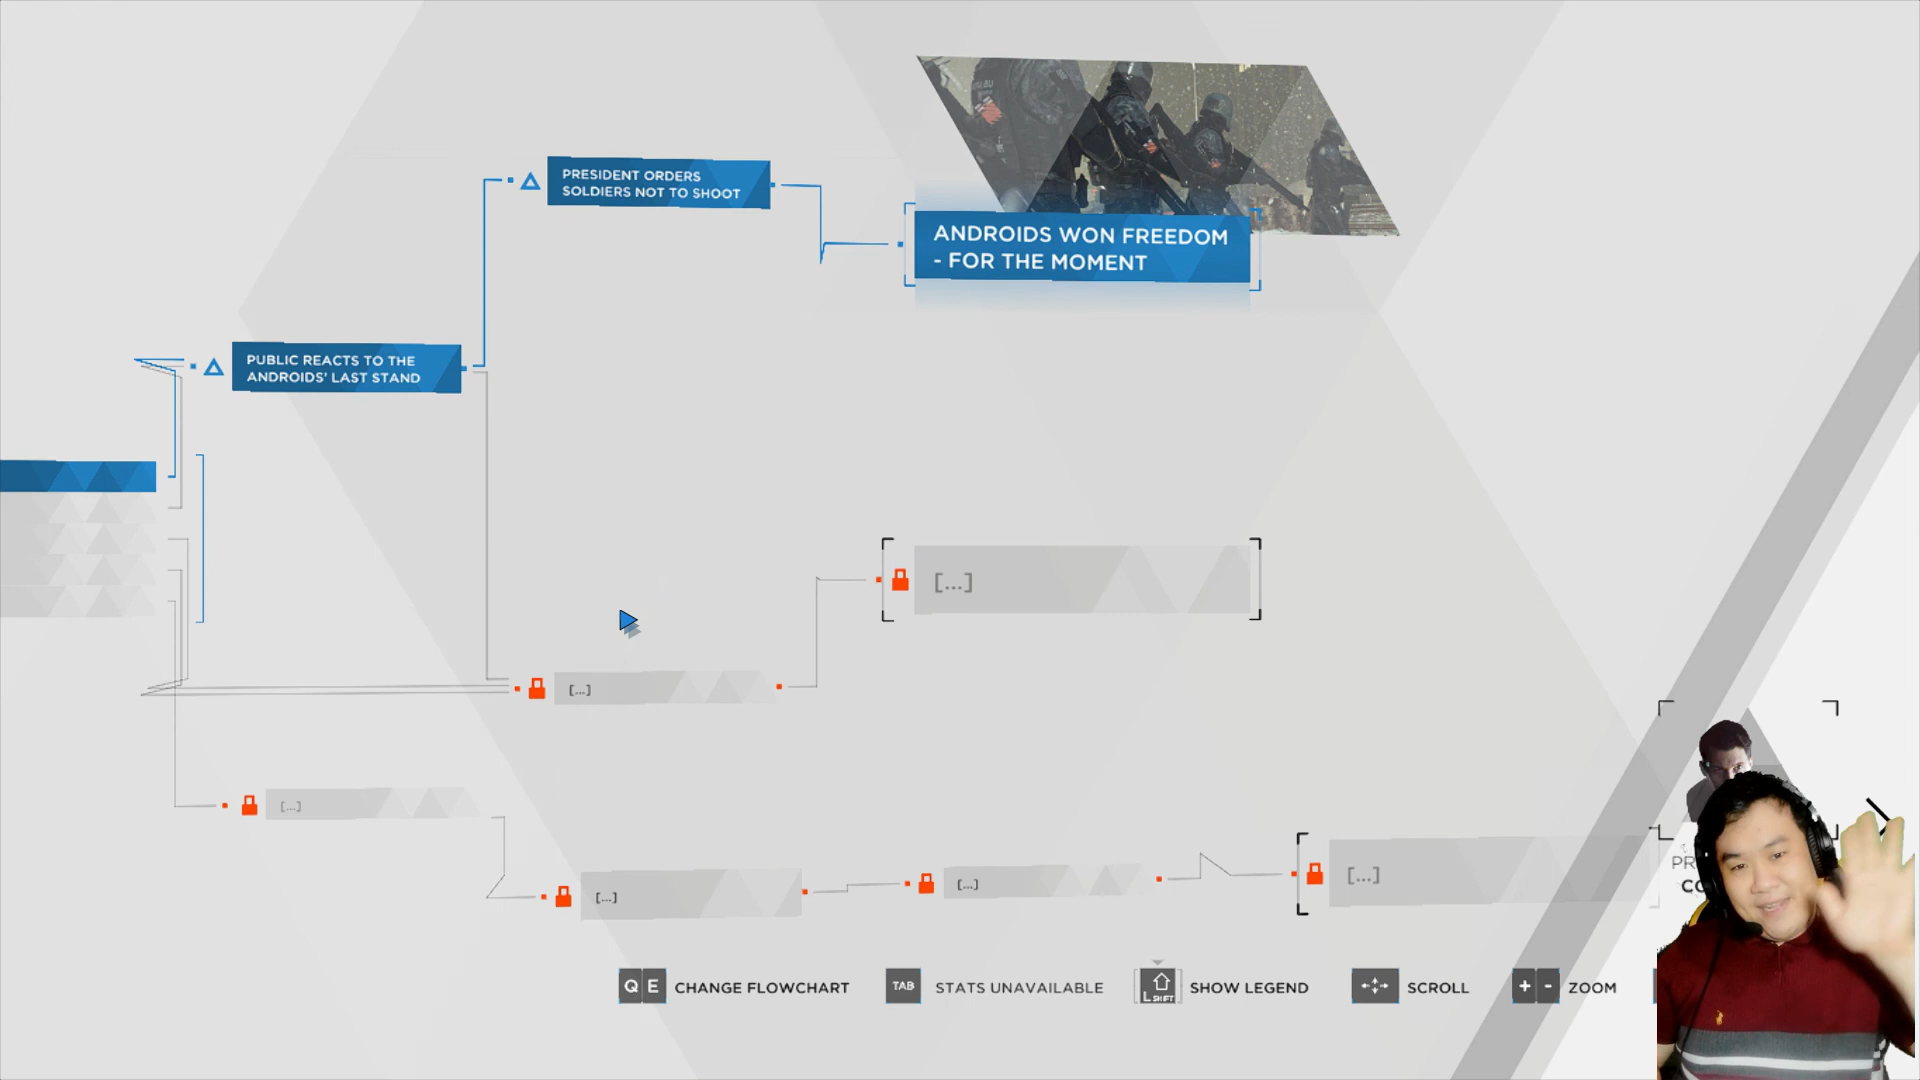 PRESIDENT ORDERS
SOLDIERS NOT TO SHOOT
ANDROIDS WON FREEDOM
- FOR THE MOMENT
PUBLIC REACTS TO THE
ANDROIDS' LAST STAND
[...]
[...]
[...]
[...]
[...]
[...]
Q E CHANGE FLOWCHART
TAB STATS UNAVAILABLE
L SHIFT SHOW LEGEND
SCROLL
+ - ZOOM